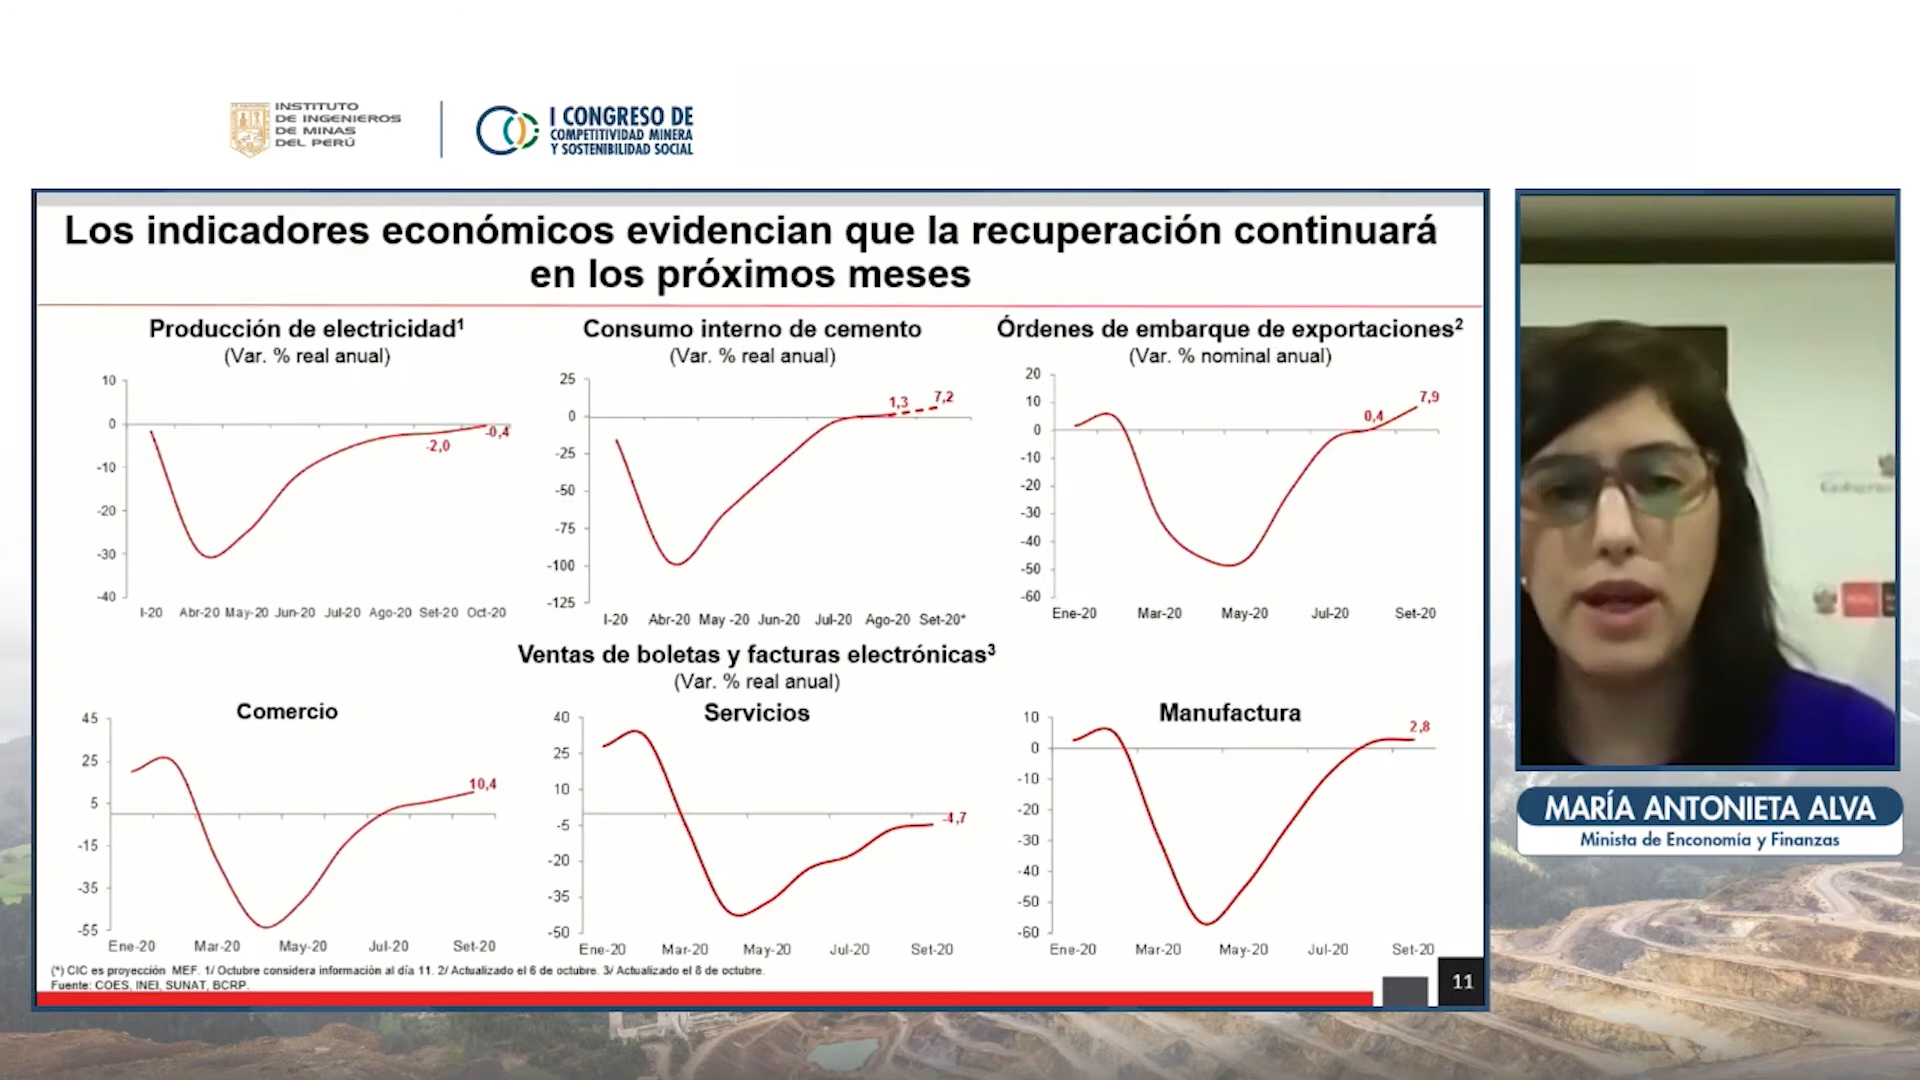 INSTITUTO
DE INGENIEROS
DE MINAS
DEL PERÚ
I CONGRESO DE
COMPETITIVIDAD MINERA
Y SOSTENIBILIDAD SOCIAL
Los indicadores económicos evidencian que la recuperación continuará
en los próximos meses
Producción de electricidad¹
(Var. % real anual)
10
0
-10
-20
-30
-40
-2,0
-0,4
I-20 Abr-20 May-20 Jun-20 Jul-20 Ago-20 Set-20 Oct-20
Consumo interno de cemento
(Var. % real anual)
25
0
-25
-50
-75
-100
-125
1,3
7,2
I-20 Abr-20 May -20 Jun-20 Jul-20 Ago-20 Set-20*
Órdenes de embarque de exportaciones²
(Var. % nominal anual)
20
10
0
-10
-20
-30
-40
-50
-60
0,4
7,9
Ene-20 Mar-20 May-20 Jul-20 Set-20
Ventas de boletas y facturas electrónicas³
(Var. % real anual)
Comercio
45
25
5
-15
-35
-55
10,4
Ene-20 Mar-20 May-20 Jul-20 Set-20
Servicios
40
25
10
-5
-20
-35
-50
-4,7
Ene-20 Mar-20 May-20 Jul-20 Set-20
Manufactura
10
0
-10
-20
-30
-40
-50
-60
2,8
Ene-20 Mar-20 May-20 Jul-20 Set-20
(*) CIC es proyección MEF. 1/ Octubre considera información al día 11. 2/ Actualizado el 6 de octubre. 3/ Actualizado el 8 de octubre.
Fuente: COES, INEI, SUNAT, BCRP.
11
MARÍA ANTONIETA ALVA
Minista de Enconomía y Finanzas